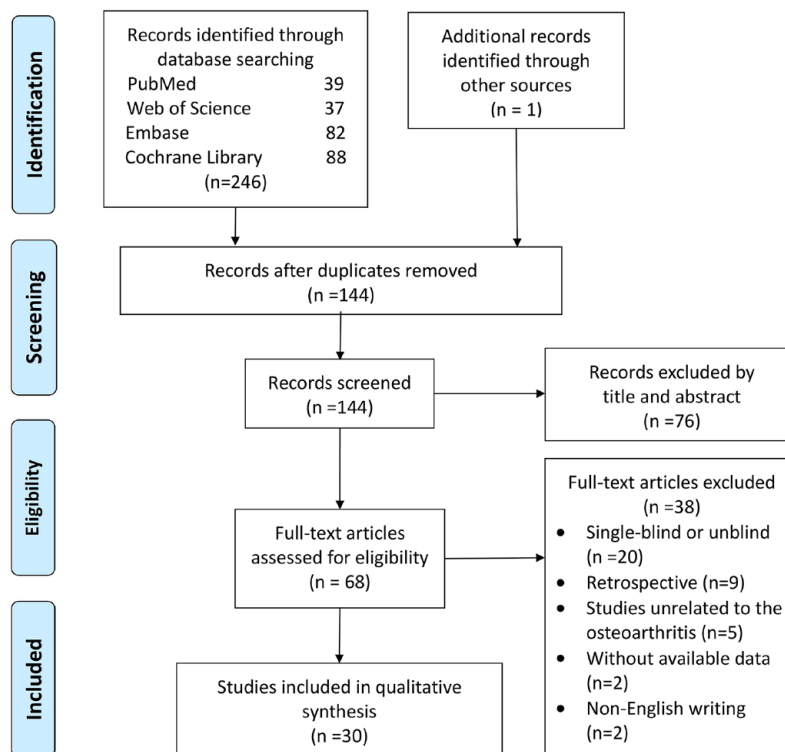 Identification
Records identified through
database searching
PubMed 39
Web of Science 37
Embase 82
Cochrane Library 88
(n=246)
Additional records
identified through
other sources
(n = 1)
Screening
Records after duplicates removed
(n =144)
Records screened
(n =144)
Records excluded by
title and abstract
(n =76)
Eligibility
Full-text articles
assessed for eligibility
(n = 68)
Full-text articles excluded
(n =38)
• Single-blind or unblind
(n =20)
• Retrospective (n=9)
• Studies unrelated to the
osteoarthritis (n=5)
• Without available data
(n=2)
• Non-English writing
(n=2)
Included
Studies included in qualitative
synthesis
(n =30)